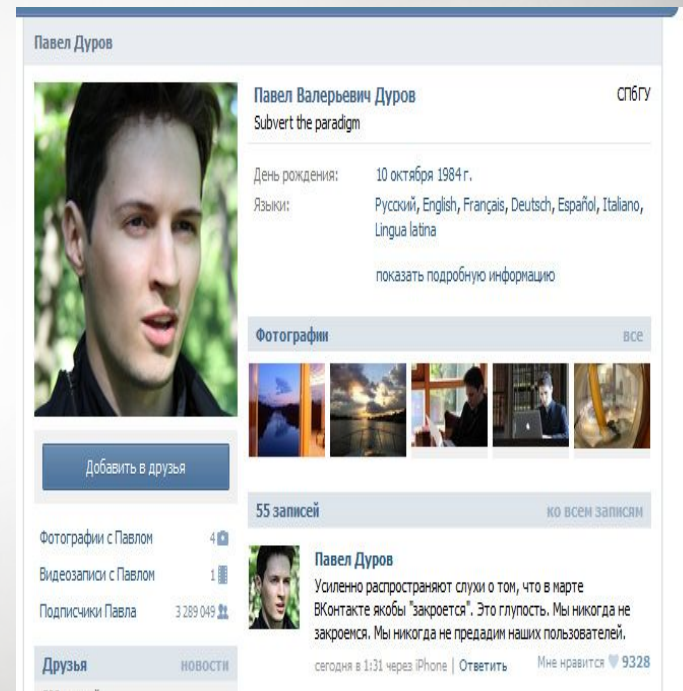 Павел Дуров
Павел Валерьевич Дуров
СПбГУ
Subvert the paradigm
День рождения: 10 октября 1984 г.
Языки: Русский, English, Français, Deutsch, Español, Italiano,
Lingua latina
показать подробную информацию
Фотографии все
Добавить в друзья
Фотографии с Павлом 4
Видеозаписи с Павлом 1
Подписчики Павла 3 289 049
Друзья новости
55 записей ко всем записям
Павел Дуров
Усиленно распространяют слухи о том, что в марте
ВКонтакте якобы "закроется". Это глупость. Мы никогда не
закроемся. Мы никогда не предадим наших пользователей.
сегодня в 1:31 через iPhone | Ответить Мне нравится 9328